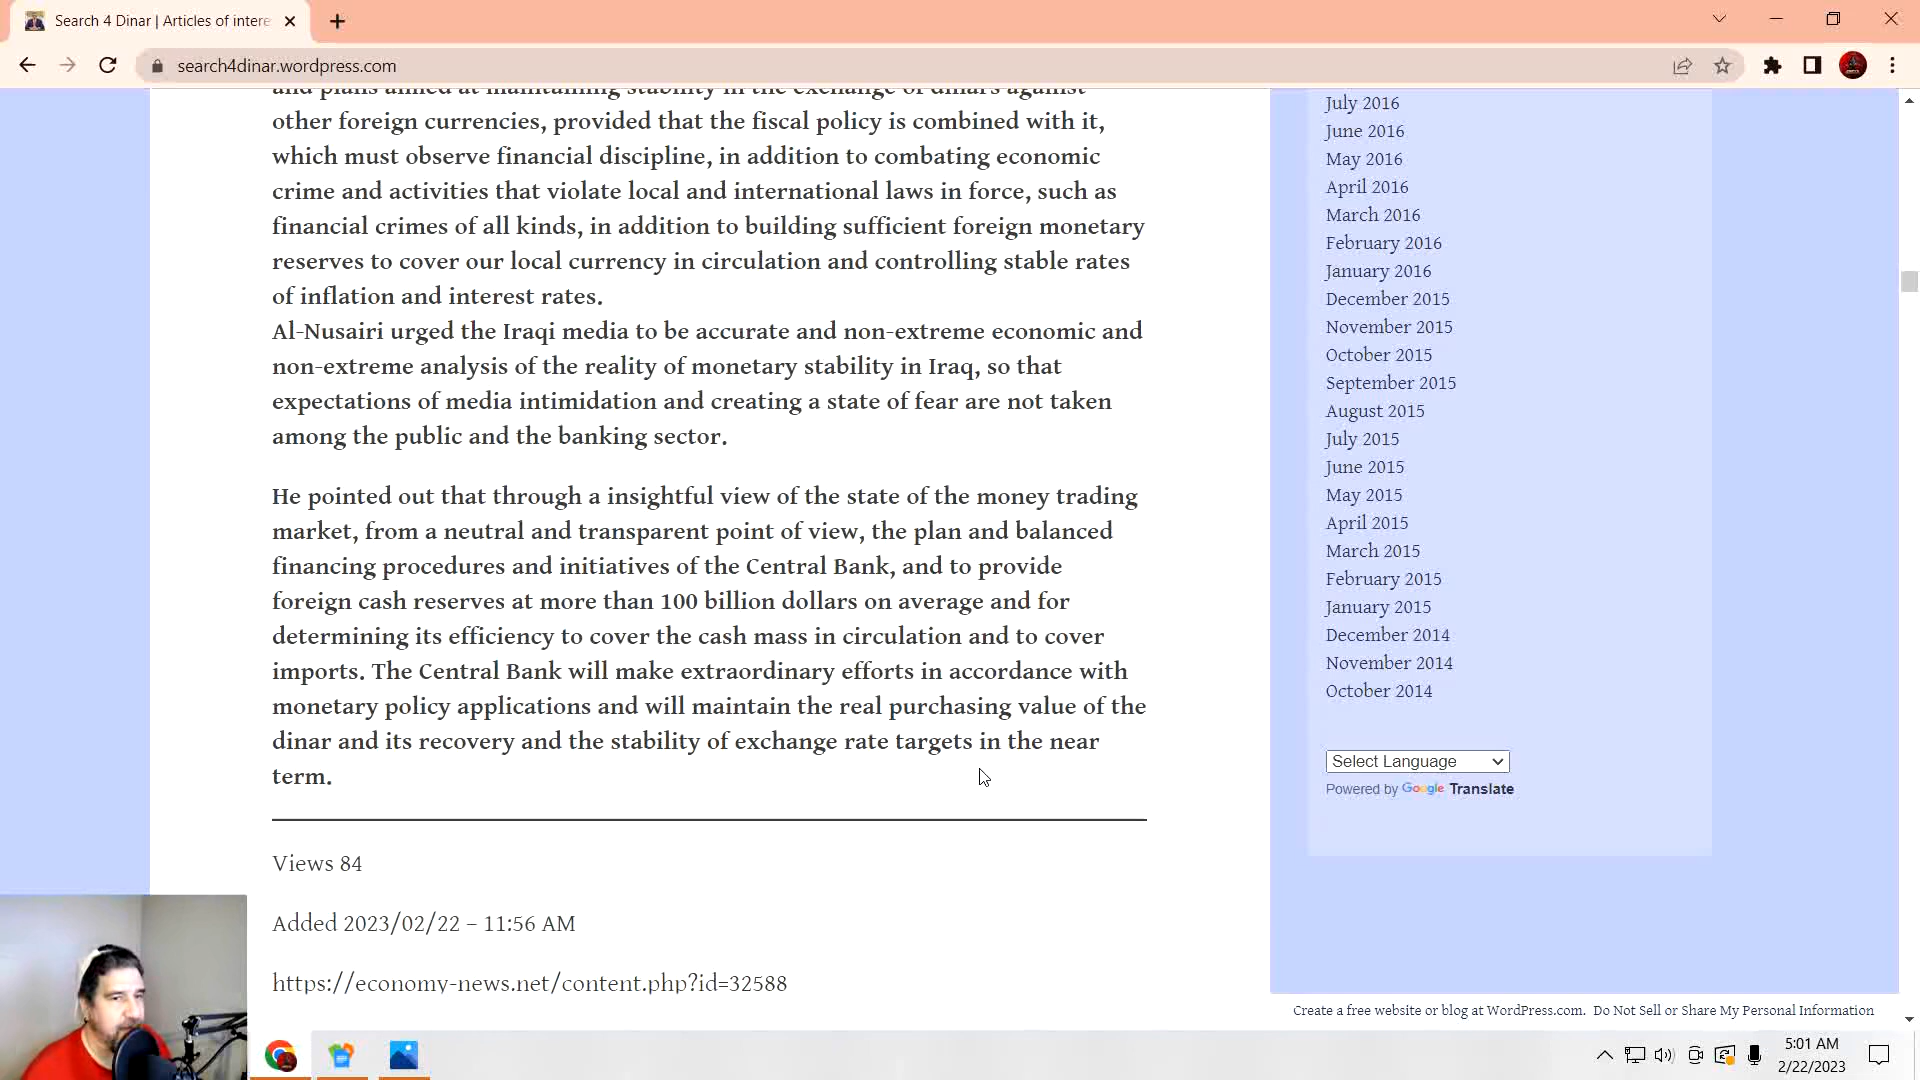 Search 4 Dinar | Articles of intere
search4dinar.wordpress.com
and plans aimed at maintaining stability in the exchange of dinars against
other foreign currencies, provided that the fiscal policy is combined with it,
which must observe financial discipline, in addition to combating economic
crime and activities that violate local and international laws in force, such as
financial crimes of all kinds, in addition to building sufficient foreign monetary
reserves to cover our local currency in circulation and controlling stable rates
of inflation and interest rates.
Al-Nusairi urged the Iraqi media to be accurate and non-extreme economic and
non-extreme analysis of the reality of monetary stability in Iraq, so that
expectations of media intimidation and creating a state of fear are not taken
among the public and the banking sector.
He pointed out that through a insightful view of the state of the money trading
market, from a neutral and transparent point of view, the plan and balanced
financing procedures and initiatives of the Central Bank, and to provide
foreign cash reserves at more than 100 billion dollars on average and for
determining its efficiency to cover the cash mass in circulation and to cover
imports. The Central Bank will make extraordinary efforts in accordance with
monetary policy applications and will maintain the real purchasing value of the
dinar and its recovery and the stability of exchange rate targets in the near
term.
Views 84
Added 2023/02/22 – 11:56 AM
https://economy-news.net/content.php?id=32588
July 2016
June 2016
May 2016
April 2016
March 2016
February 2016
January 2016
December 2015
November 2015
October 2015
September 2015
August 2015
July 2015
June 2015
May 2015
April 2015
March 2015
February 2015
January 2015
December 2014
November 2014
October 2014
Select Language
Powered by Google Translate
Create a free website or blog at WordPress.com. Do Not Sell or Share My Personal Information
5:01 AM
2/22/2023